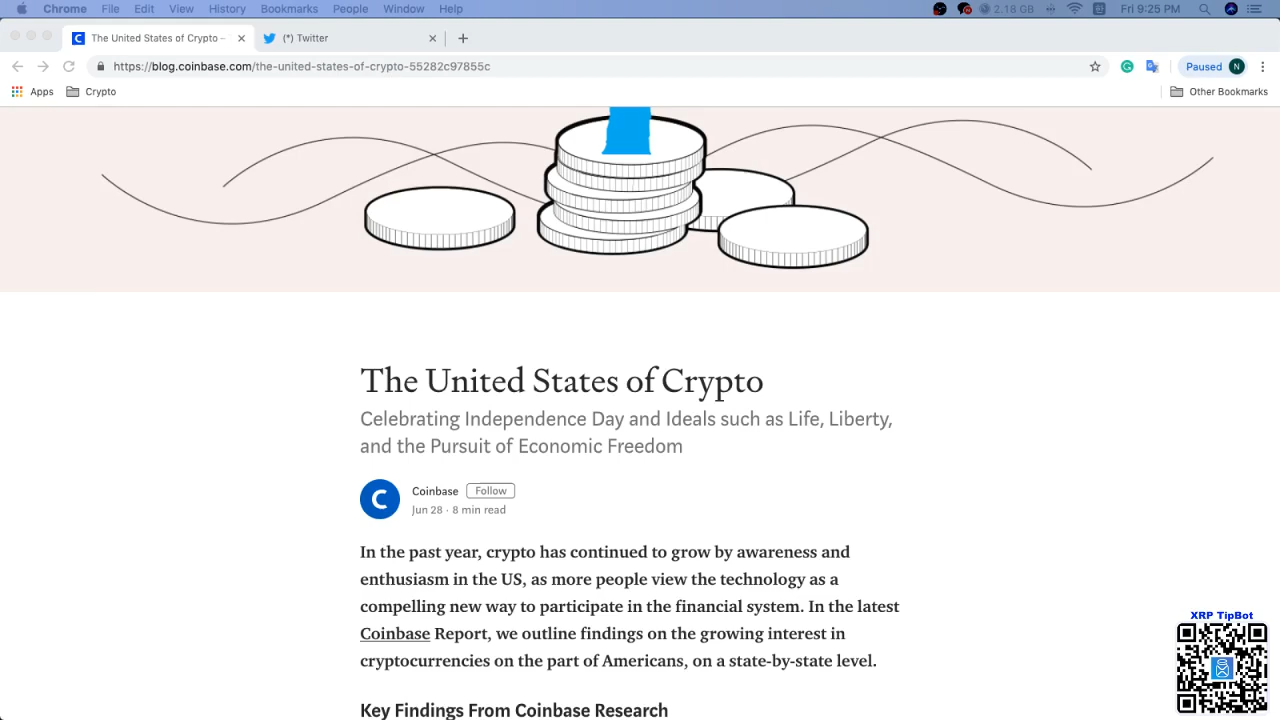 Chrome File Edit View History Bookmarks People Window Help 2.18 GB Fri 9:25 PM
The United States of Crypto –
(*) Twitter
https://blog.coinbase.com/the-united-states-of-crypto-55282c97855c
Paused N
Apps Crypto Other Bookmarks
The United States of Crypto
Celebrating Independence Day and Ideals such as Life, Liberty,
and the Pursuit of Economic Freedom
Coinbase Follow
Jun 28 · 8 min read
In the past year, crypto has continued to grow by awareness and
enthusiasm in the US, as more people view the technology as a
compelling new way to participate in the financial system. In the latest
Coinbase Report, we outline findings on the growing interest in
cryptocurrencies on the part of Americans, on a state-by-state level.
XRP TipBot
Key Findings From Coinbase Research